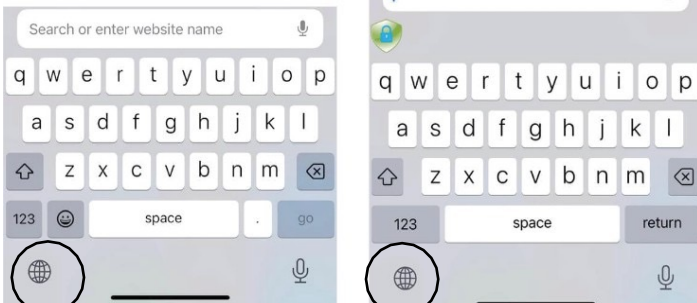 Search or enter website name
q w e r t y u i o p
a s d f g h j k l
z x c v b n m
123 space . go
q w e r t y u i o p
a s d f g h j k l
z x c v b n m
123 space return